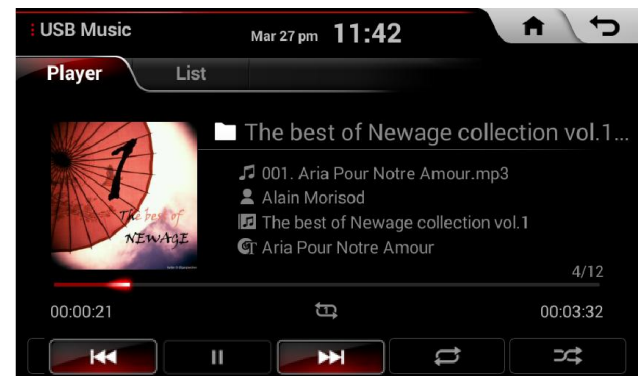 USB Music
Mar 27 pm 11:42
Player
List
1
The best of
NEWAGE
The best of Newage collection vol.1...
001. Aria Pour Notre Amour.mp3
Alain Morisod
The best of Newage collection vol.1
Aria Pour Notre Amour
4/12
00:00:21
00:03:32